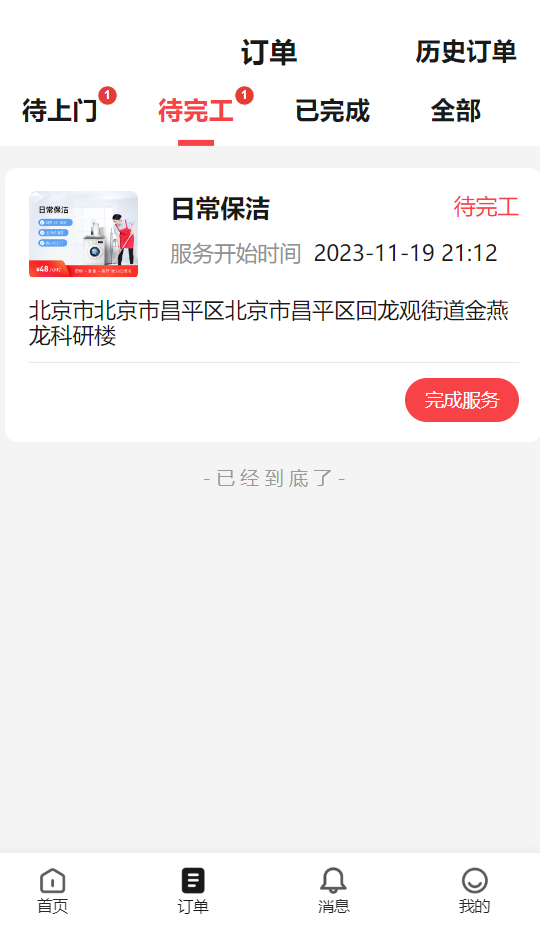 订单
历史订单
待上门
1
待完工
1
已完成
全部
日常保洁
日常保洁
待完工
服务开始时间 2023-11-19 21:12
¥48
北京市北京市昌平区北京市昌平区回龙观街道金燕
龙科研楼
完成服务
- 已 经 到 底 了 -
首页
订单
消息
我的